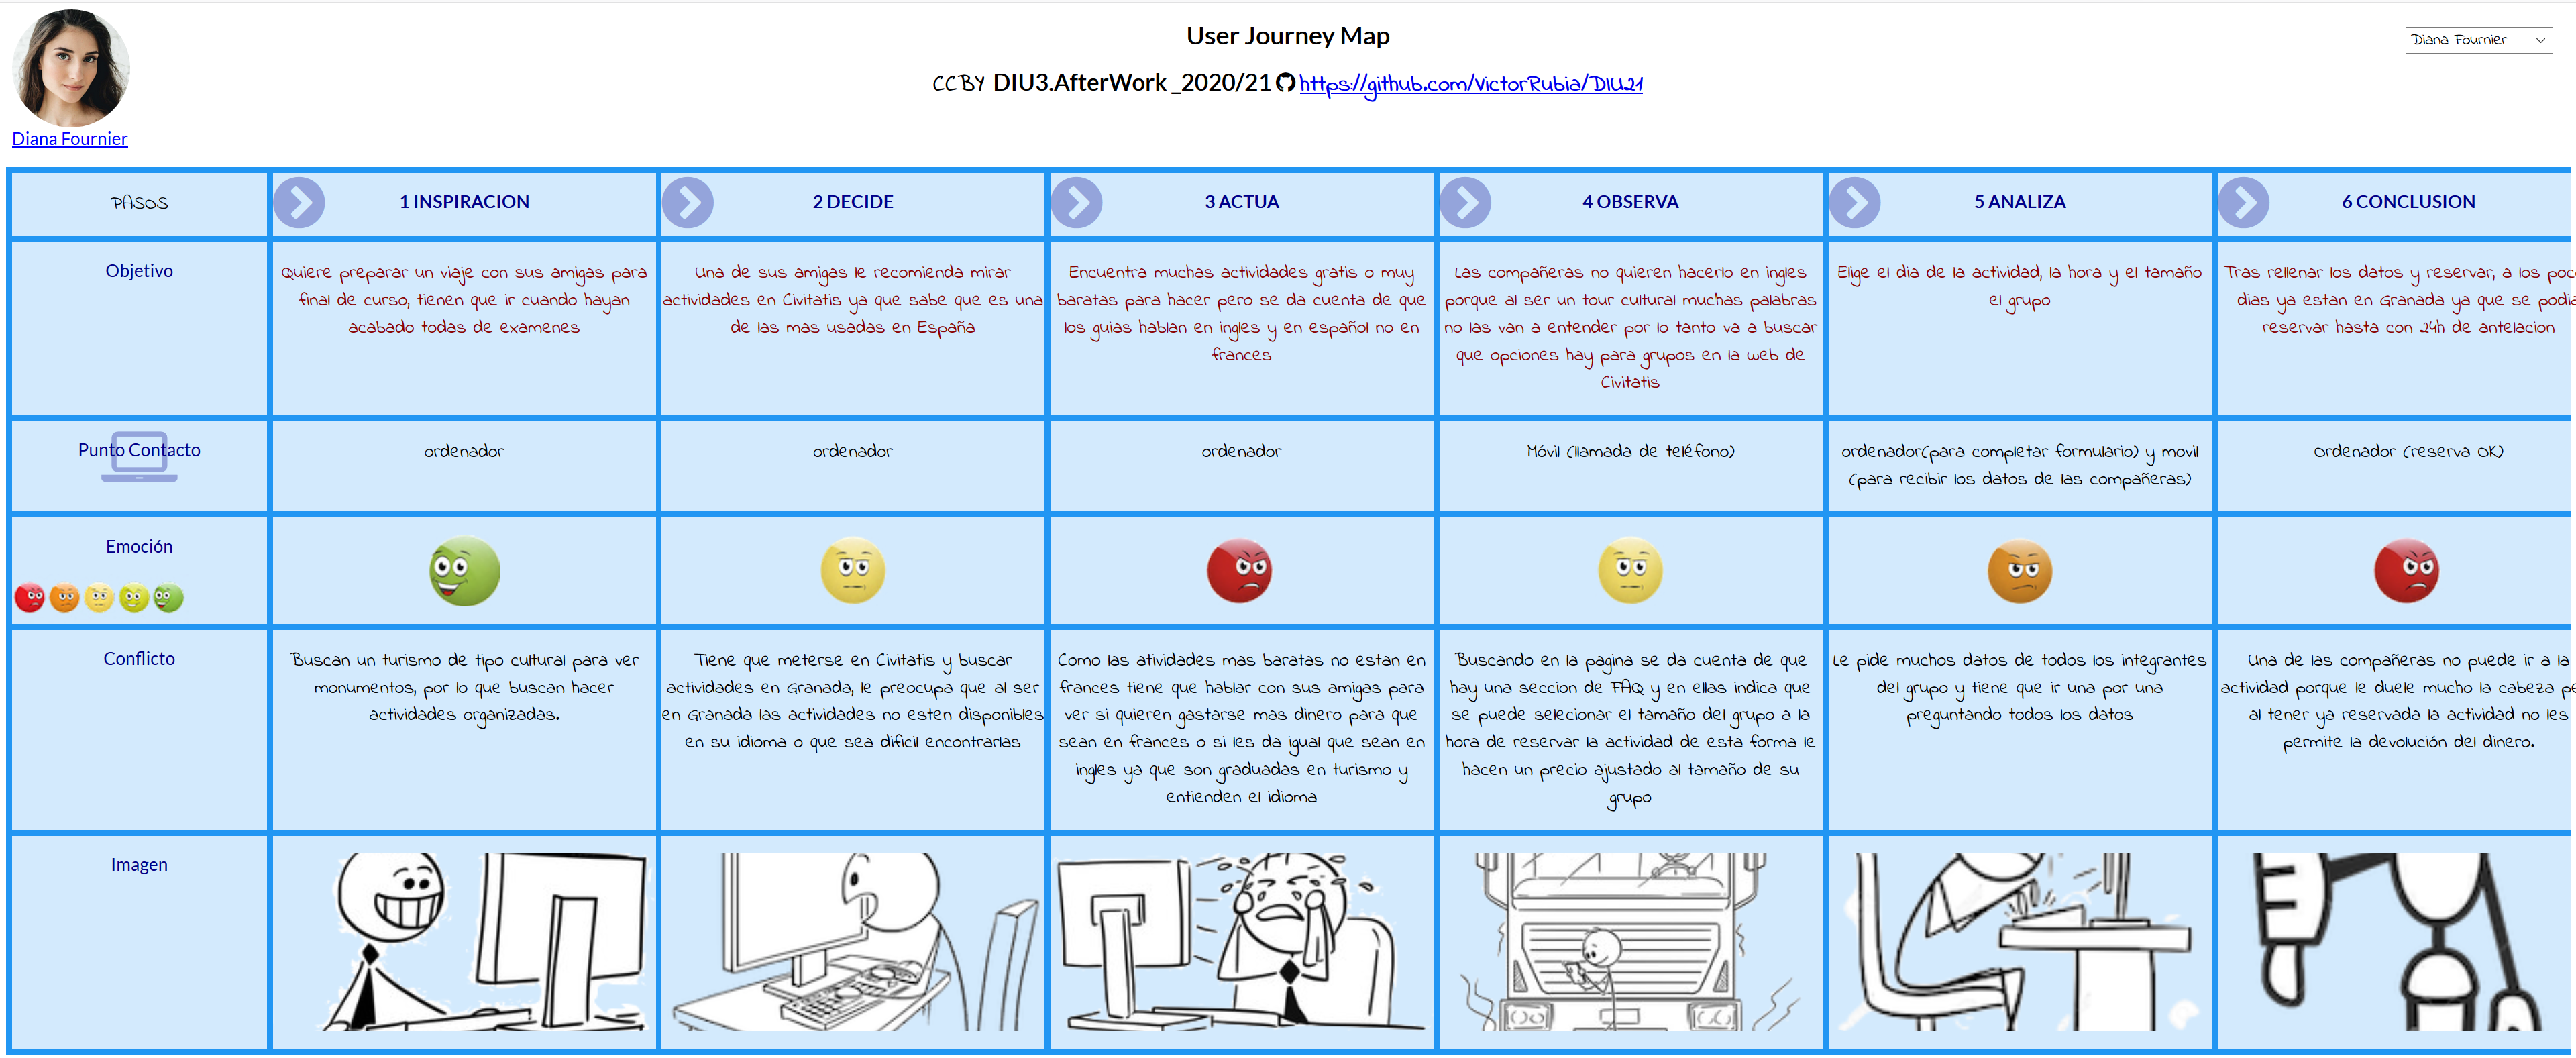 User Journey Map
Diana Fournier
CCBY DIU3.AfterWork_2020/21 https://github.com/VictorRubia/DIU21
Diana Fournier
PASOS
1 INSPIRACION
2 DECIDE
3 ACTUA
4 OBSERVA
5 ANALIZA
6 CONCLUSION
Objetivo
Quiere preparar un viaje con sus amigas para
final de curso, tienen que ir cuando hayan
acabado todas de examenes
Una de sus amigas le recomienda mirar
actividades en Civitatis ya que sabe que es una
de las mas usadas en España
Encuentra muchas actividades gratis o muy
baratas para hacer pero se da cuenta de que
los guias hablan en ingles y en español no en
frances
Las compañeras no quieren hacerlo en ingles
porque al ser un tour cultural muchas palabras
no las van a entender por lo tanto va a buscar
que opciones hay para grupos en la web de
Civitatis
Elige el dia de la actividad, la hora y el tamaño
el grupo
Tras rellenar los datos y reservar, a los
dias ya estan en Granada ya que se
reservar hasta con 24h de antelacion
Punto Contacto
ordenador
ordenador
ordenador
Móvil (llamada de teléfono)
ordenador(para completar formulario) y movil
(para recibir los datos de las compañeras)
Ordenador (reserva OK)
Emoción
Conflicto
Buscan un turismo de tipo cultural para ver
monumentos, por lo que buscan hacer
actividades organizadas.
Tiene que meterse en Civitatis y buscar
actividades en Granada, le preocupa que al ser
en Granada las actividades no esten disponibles
en su idioma o que sea dificil encontrarlas
Como las atividades mas baratas no estan en
frances tiene que hablar con sus amigas para
ver si quieren gastarse mas dinero para que
sean en frances o si les da igual que sean en
ingles ya que son graduadas en turismo y
entienden el idioma
Buscando en la pagina se da cuenta de que
hay una seccion de FAQ y en ellas indica que
se puede selecionar el tamaño del grupo a la
hora de reservar la actividad de esta forma le
hacen un precio ajustado al tamaño de su
grupo
Le pide muchos datos de todos los integrantes
del grupo y tiene que ir una por una
preguntando todos los datos
Una de las compañeras no puede ir a la
actividad porque le duele mucho la cabeza
al tener ya reservada la actividad no les
permite la devolución del dinero.
Imagen